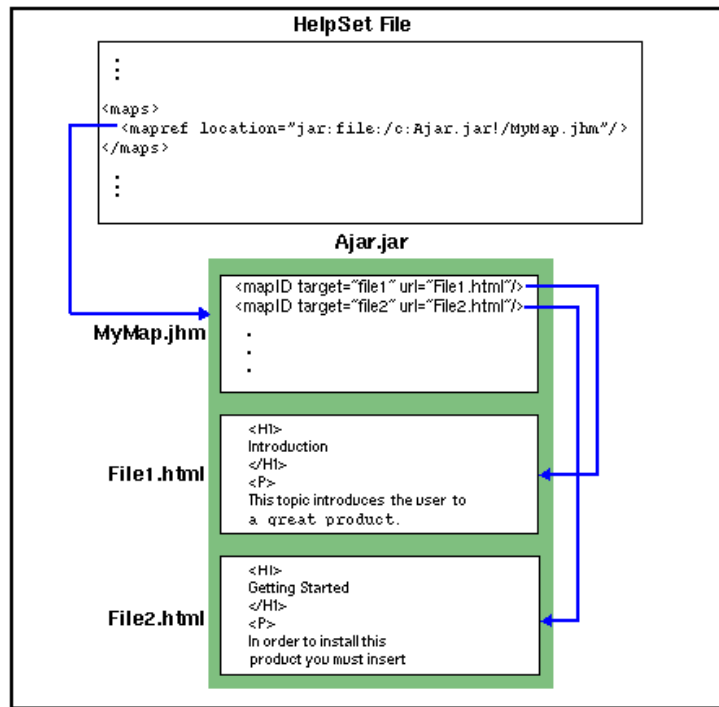 HelpSet File
<maps>
<mapref location="jar:file:/c:Ajar.jar!/MyMap.jhm"/>
</maps>
Ajar.jar
MyMap.jhm
<mapID target="file1" url="File1.html"/>
<mapID target="file2" url="File2.html"/>
File1.html
<H1>
Introduction
</H1>
<P>
This topic introduces the user to
a great product.
File2.html
<H1>
Getting Started
</H1>
<P>
In order to install this
product you must insert